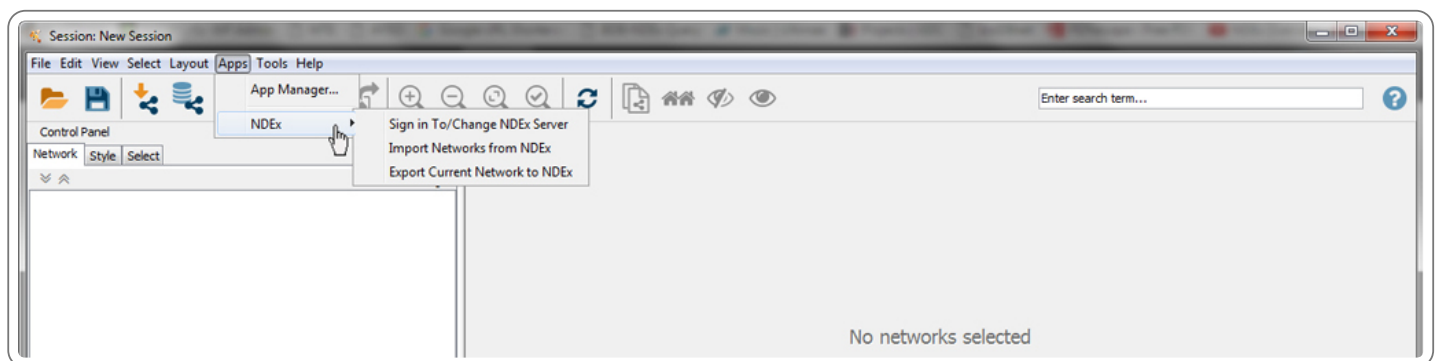 Session: New Session
File Edit View Select Layout Apps Tools Help
App Manager...
Enter search term...
?
Control Panel
NDEx
Sign in To/Change NDEx Server
Network Style Select
Import Networks from NDEx
Export Current Network to NDEx
No networks selected